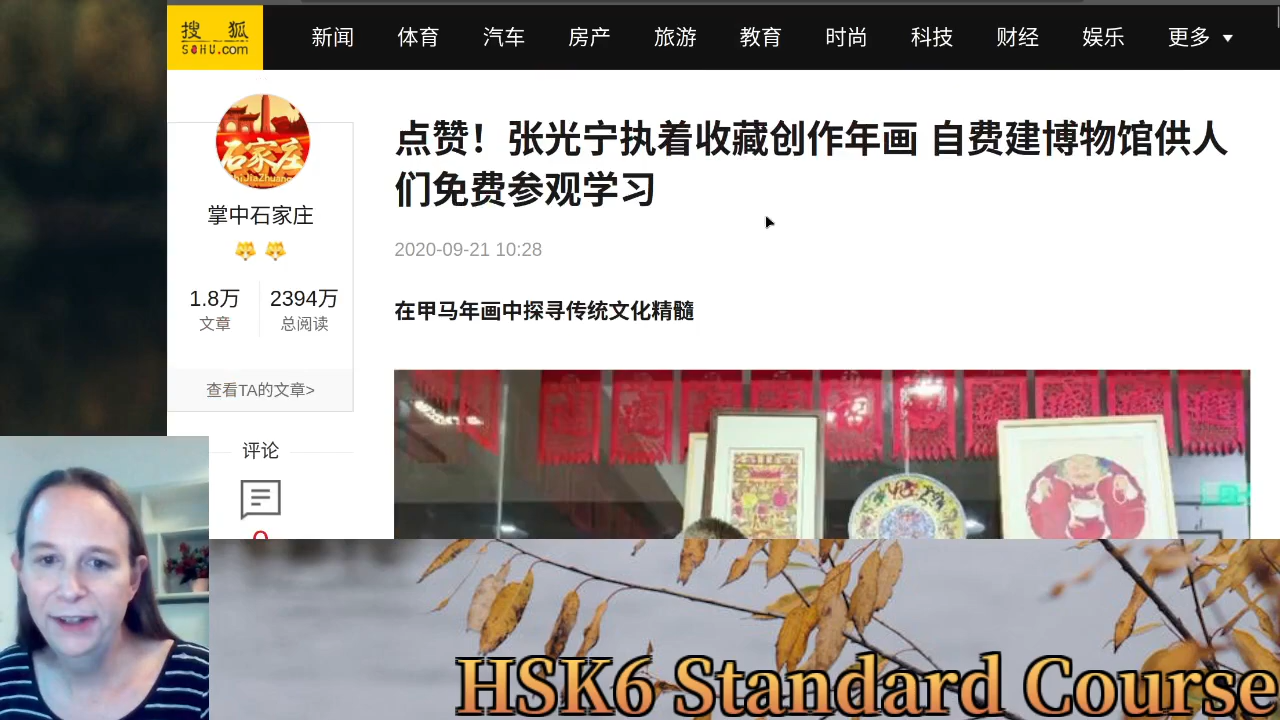 搜狐
SOHU.com
新闻 体育 汽车 房产 旅游 教育 时尚 科技 财经 娱乐 更多
石家庄
ShiJiaZhuang
掌中石家庄
1.8万 2394万
文章 总阅读
查看TA的文章>
评论
点赞！张光宁执着收藏创作年画 自费建博物馆供人
们免费参观学习
2020-09-21 10:28
在甲马年画中探寻传统文化精髓
HSK6 Standard Course